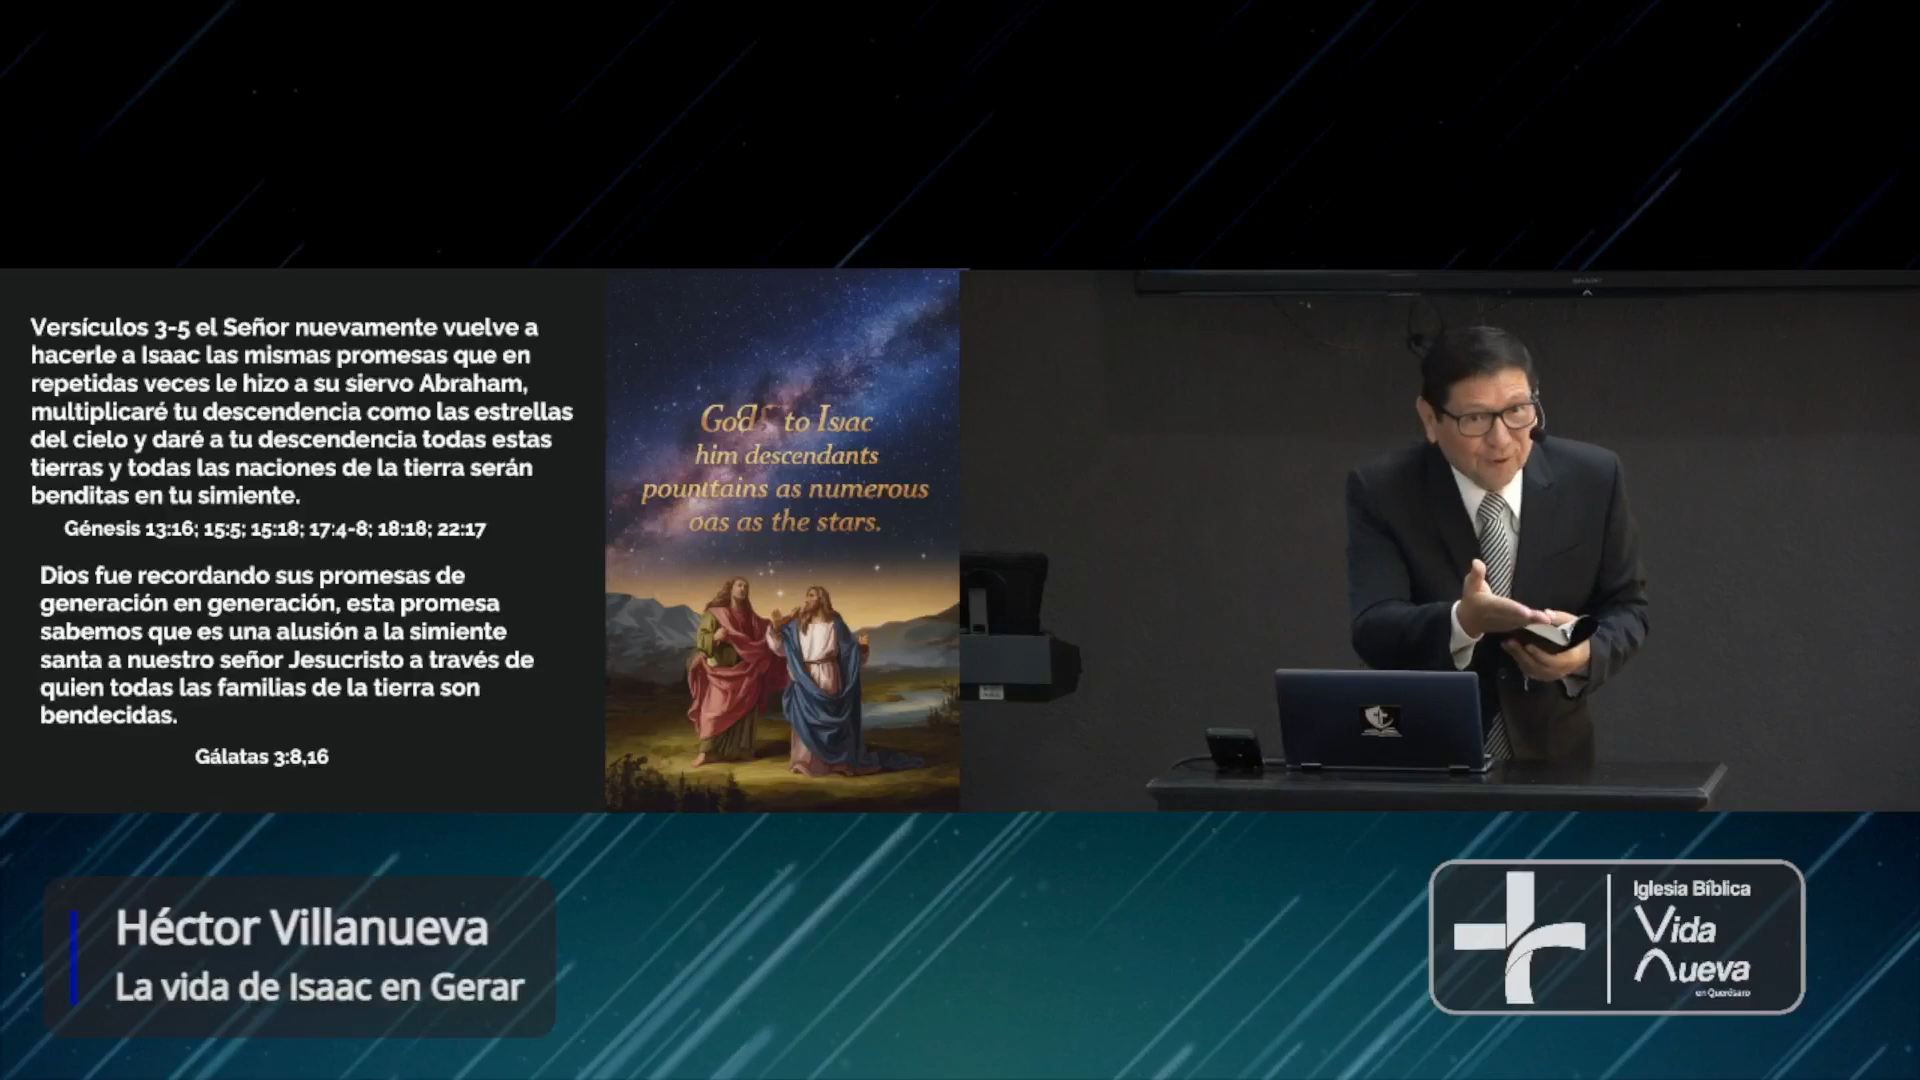 Versículos 3-5 el Señor nuevamente vuelve a
hacerle a Isaac las mismas promesas que en
repetidas veces le hizo a su siervo Abraham,
multiplicaré tu descendencia como las estrellas
del cielo y daré a tu descendencia todas estas
tierras y todas las naciones de la tierra serán
benditas en tu simiente.
Génesis 13:16; 15:5; 15:18; 17:4-8; 18:18; 22:17
Dios fue recordando sus promesas de
generación en generación, esta promesa
sabemos que es una alusión a la simiente
santa a nuestro señor Jesucristo a través de
quien todas las familias de la tierra son
bendecidas.
Gálatas 3:8,16
to Isaac
him descendants
pounttains as numerous
oas as the stars.
Héctor Villanueva
La vida de Isaac en Gerar
Iglesia Bíblica
Vida
Nueva
en Querétaro